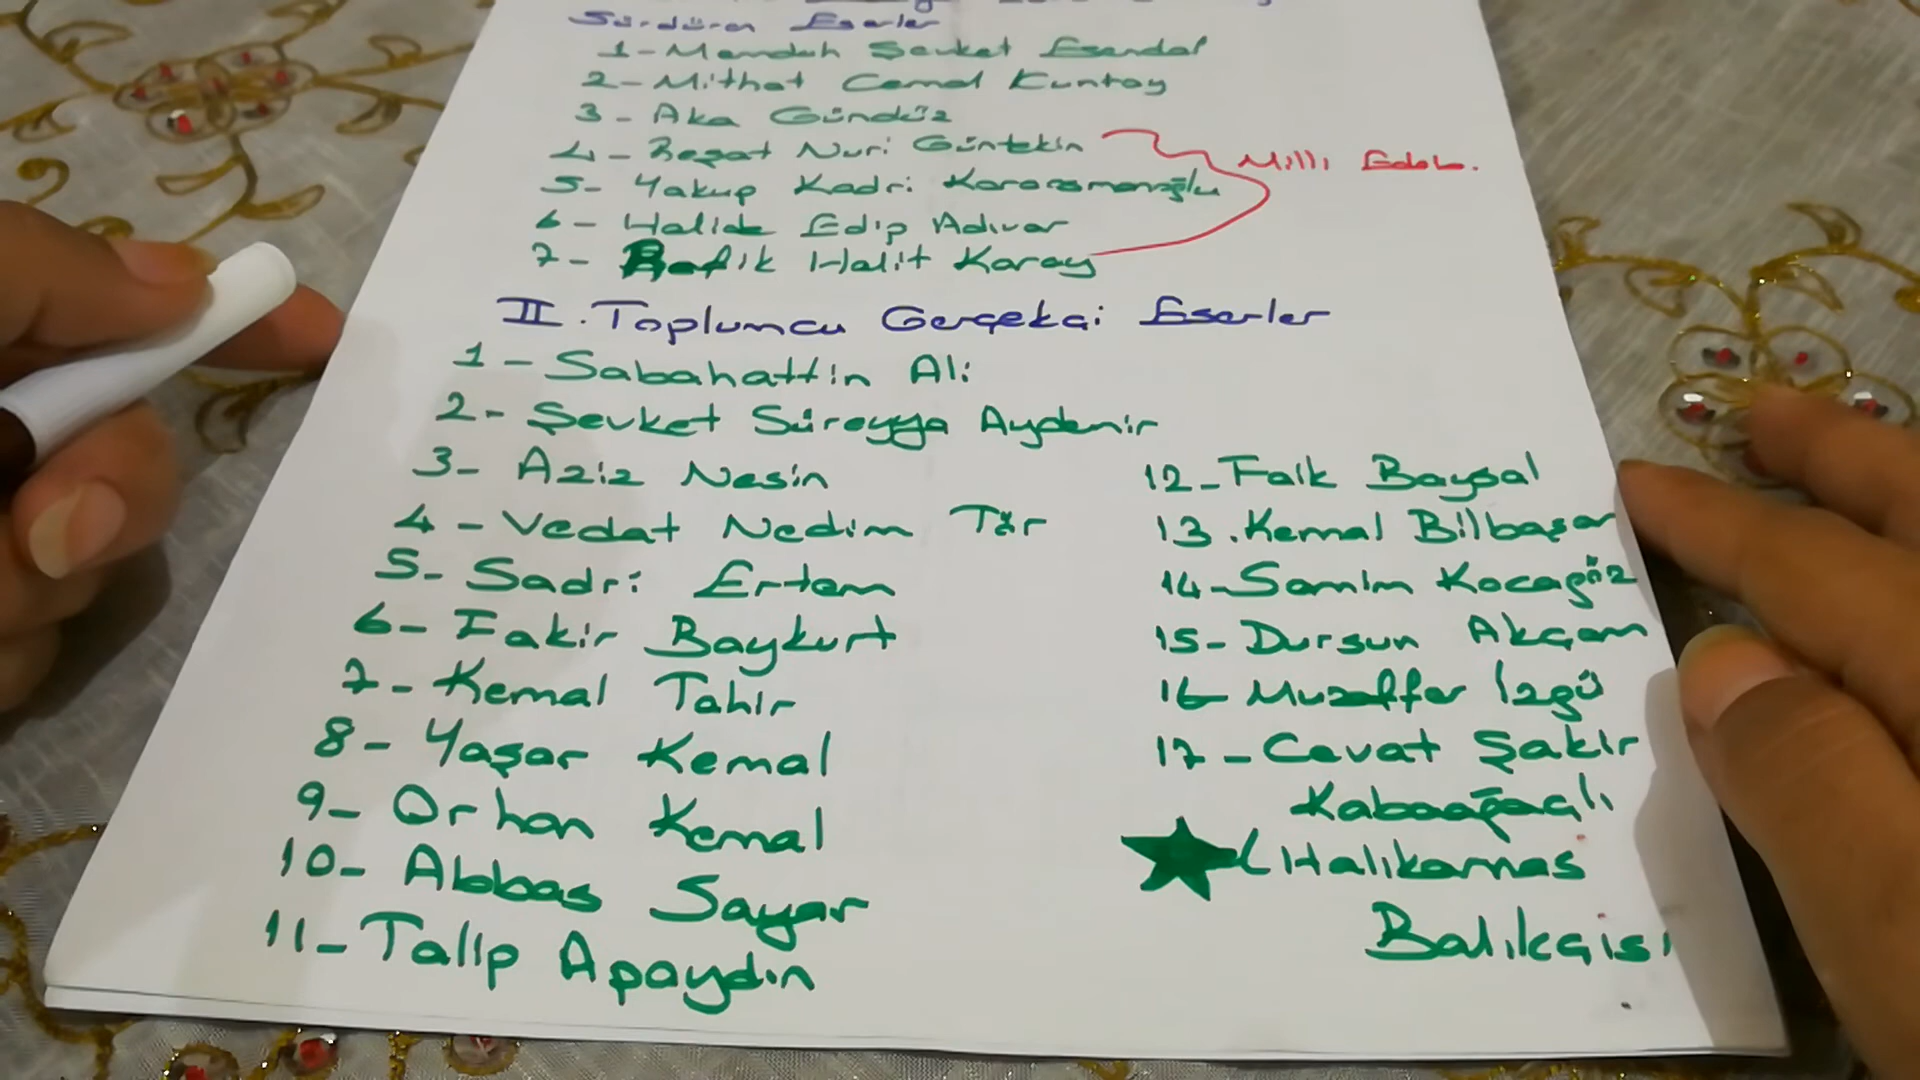 Sürdüren Eserler
1- Memduh Şevket Esendal
2- Mithat Cemal Kuntay
3- Aka Gündüz
4- Reşat Nuri Güntekin
5- Yakup Kadri Karaosmanoğlu
6- Halide Edip Adıvar
7- Refik Halit Karay
Milli Edeb.
II. Toplumcu Gerçekçi Eserler
1- Sabahattin Ali
2- Şevket Süreyya Aydemir
3- Aziz Nesin
4- Vedat Nedim Tör
5- Sadri Ertem
6- Fakir Baykurt
7- Kemal Tahir
8- Yaşar Kemal
9- Orhan Kemal
10- Abbas Sayar
11- Talip Apaydın
12- Faik Baysal
13. Kemal Bilbaşar
14- Samim Kocagöz
15- Dursun Akçam
16- Muzaffer İzgü
17- Cevat Şakir
Kabaağaçlı
(Halikarnas
Balıkçısı